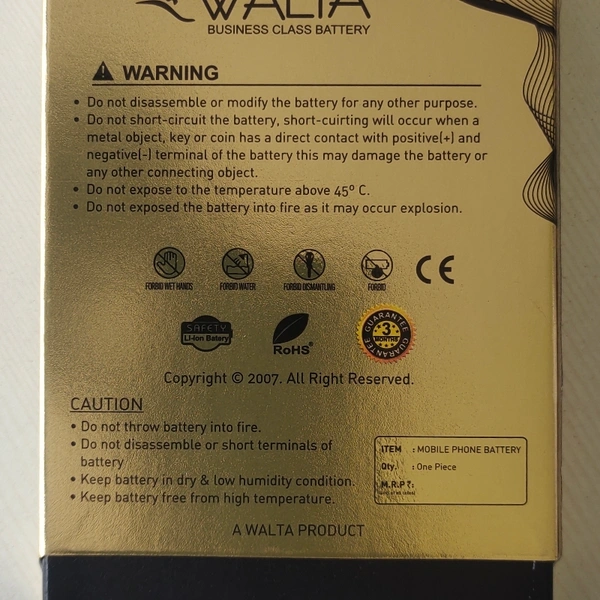 WALTA
BUSINESS CLASS BATTERY
WARNING
• Do not disassemble or modify the battery for any other purpose.
• Do not short-circuit the battery, short-cuirting will occur when a
metal object, key or coin has a direct contact with positive(+) and
negative(-) terminal of the battery this may damage the battery or
any other connecting object.
• Do not expose to the temperature above 45° C.
• Do not exposed the battery into fire as it may occur explosion.
FORBID WET HANDS FORBID WATER FORBID DISMANTLING FORBID CE
SAFETY
Li-Ion Batery
RoHS®
GUARANTEE
3
MONTHS
GUARANTEE
Copyright © 2007. All Right Reserved.
CAUTION
• Do not throw battery into fire.
• Do not disassemble or short terminals of
battery
• Keep battery in dry & low humidity condition.
• Keep battery free from high temperature.
ITEM : MOBILE PHONE BATTERY
Qty. : One Piece
M.R.P ₹:
A WALTA PRODUCT